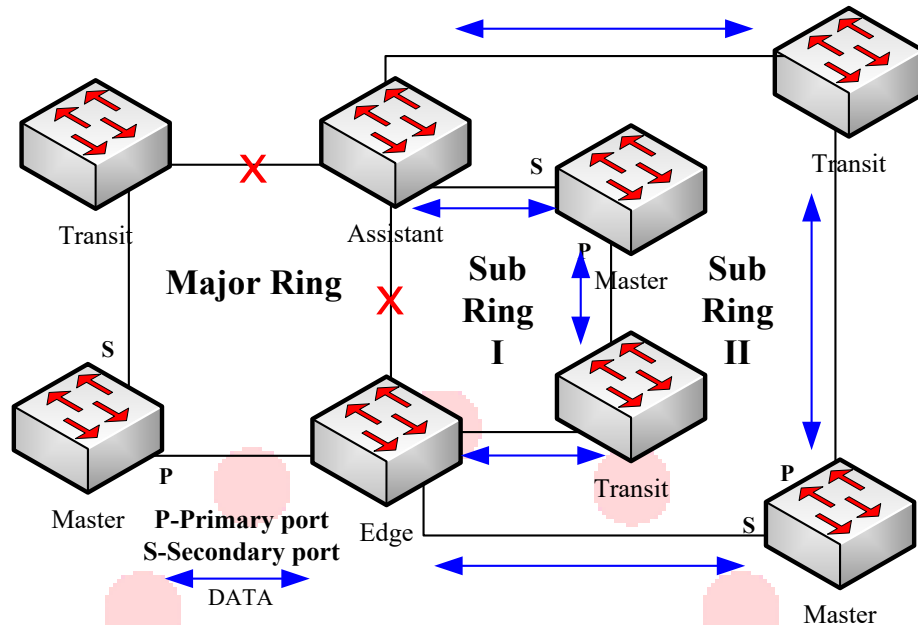 Transit
S
Transit
Assistant
Major Ring
Sub
Ring
I
P
Master
Sub
Ring
II
S
P
Master
Edge
Transit
P
S
P-Primary port
S-Secondary port
DATA
Master